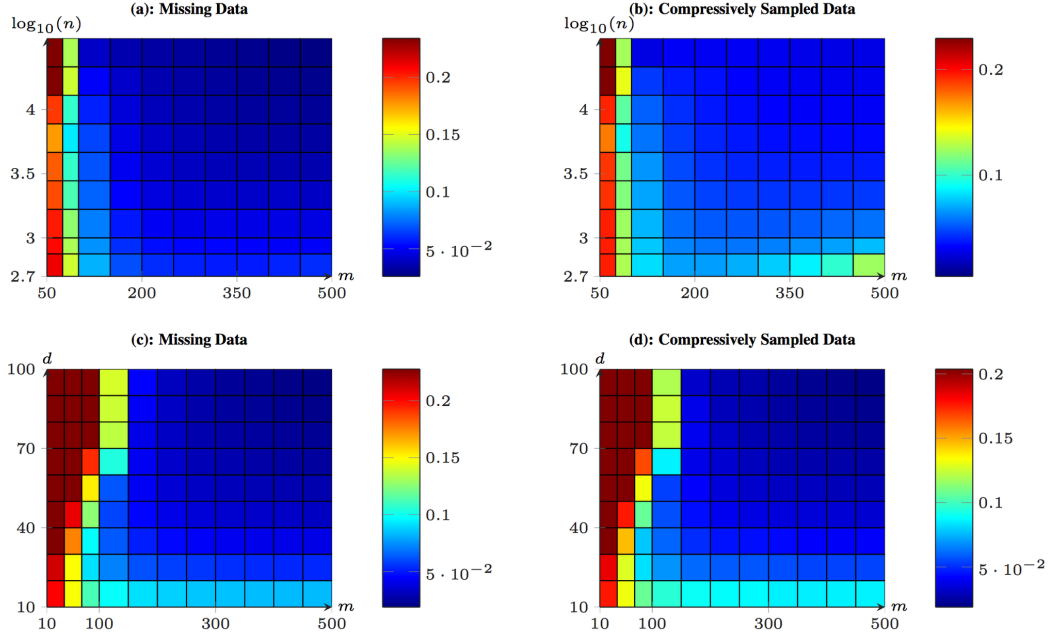 (a): Missing Data
log₁₀(n)
4
3.5
3
2.7
50
200
350
500
m
0.2
0.15
0.1
5 · 10⁻²
(b): Compressively Sampled Data
log₁₀(n)
4
3.5
3
2.7
50
200
350
500
m
0.2
0.1
(c): Missing Data
d
100
70
40
10
10
100
300
500
m
0.2
0.15
0.1
5 · 10⁻²
(d): Compressively Sampled Data
d
100
70
40
10
10
100
300
500
m
0.2
0.15
0.1
5 · 10⁻²